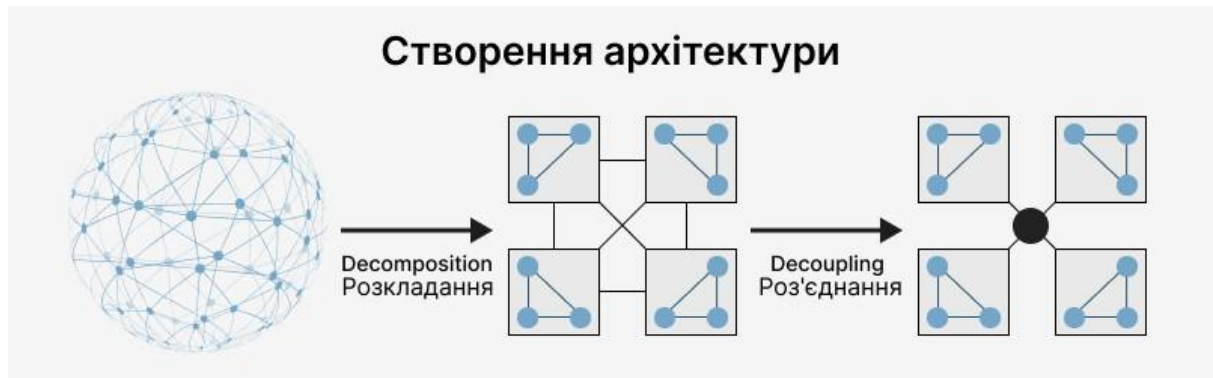 Створення архітектури
Decomposition
Розкладання
Decoupling
Роз'єднання